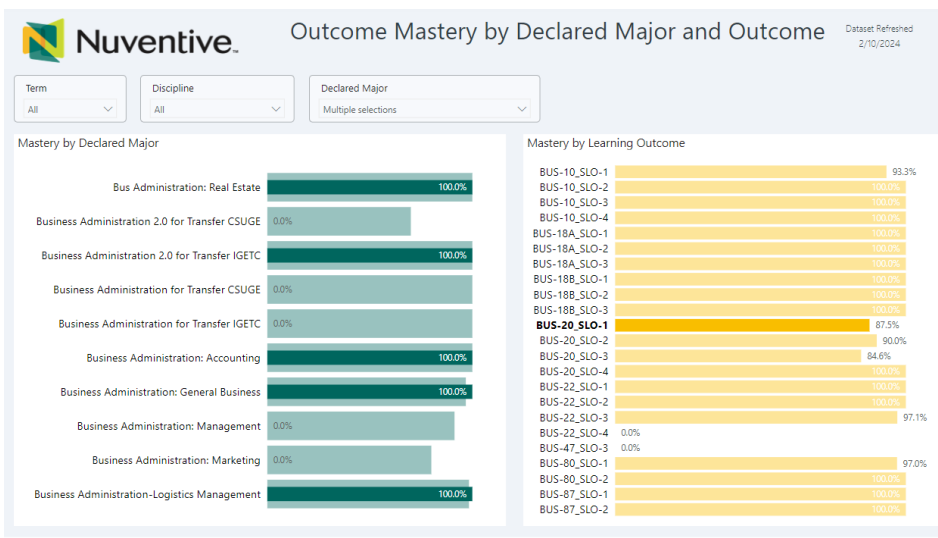 Nuventive™
Outcome Mastery by Declared Major and Outcome
Dataset Refreshed
2/10/2024
Term
All
Discipline
All
Declared Major
Multiple selections
Mastery by Declared Major
Bus Administration: Real Estate 100.0%
Business Administration 2.0 for Transfer CSUGE 0.0%
Business Administration 2.0 for Transfer IGETC 100.0%
Business Administration for Transfer CSUGE 0.0%
Business Administration for Transfer IGETC 0.0%
Business Administration: Accounting 100.0%
Business Administration: General Business 100.0%
Business Administration: Management 0.0%
Business Administration: Marketing 0.0%
Business Administration-Logistics Management 100.0%
Mastery by Learning Outcome
BUS-10_SLO-1 93.3%
BUS-10_SLO-2 100.0%
BUS-10_SLO-3 100.0%
BUS-10_SLO-4 100.0%
BUS-18A_SLO-1 100.0%
BUS-18A_SLO-2 100.0%
BUS-18A_SLO-3 100.0%
BUS-18B_SLO-1 100.0%
BUS-18B_SLO-2 100.0%
BUS-18B_SLO-3 100.0%
BUS-20_SLO-1 87.5%
BUS-20_SLO-2 90.0%
BUS-20_SLO-3 84.6%
BUS-20_SLO-4 100.0%
BUS-22_SLO-1 100.0%
BUS-22_SLO-2 100.0%
BUS-22_SLO-3 97.1%
BUS-22_SLO-4 0.0%
BUS-47_SLO-3 0.0%
BUS-80_SLO-1 97.0%
BUS-80_SLO-2 100.0%
BUS-87_SLO-1 100.0%
BUS-87_SLO-2 100.0%